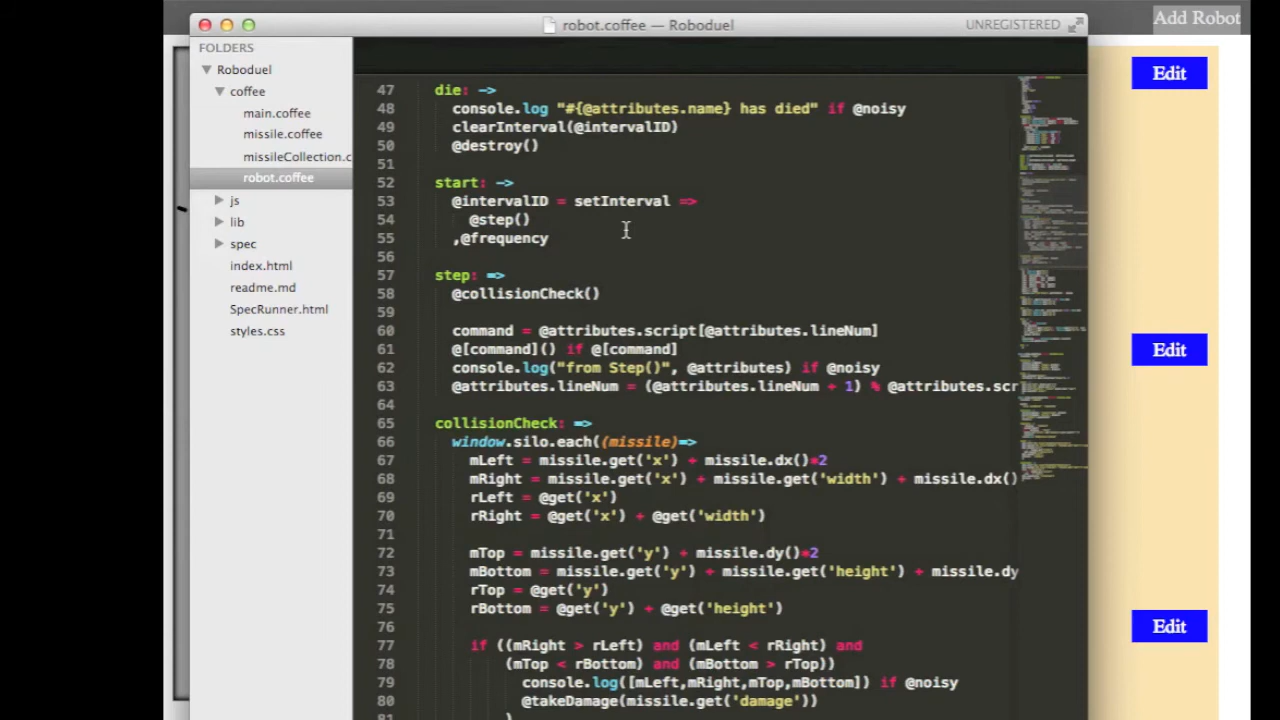 Add Robot
robot.coffee — Roboduel
UNREGISTERED
FOLDERS
Roboduel
coffee
main.coffee
missile.coffee
missileCollection.c
robot.coffee
js
lib
spec
index.html
readme.md
SpecRunner.html
styles.css
47 die: ->
48 console.log "#{@attributes.name} has died" if @noisy
49 clearInterval(@intervalID)
50 @destroy()
51
52 start: ->
53 @intervalID = setInterval =>
54 @step()
55 ,@frequency
56
57 step: =>
58 @collisionCheck()
59
60 command = @attributes.script[@attributes.lineNum]
61 @[command]() if @[command]
62 console.log("from Step()", @attributes) if @noisy
63 @attributes.lineNum = (@attributes.lineNum + 1) % @attributes.scr
64
65 collisionCheck: =>
66 window.silo.each((missile)=>
67 mLeft = missile.get('x') + missile.dx()*2
68 mRight = missile.get('x') + missile.get('width') + missile.dx()
69 rLeft = @get('x')
70 rRight = @get('x') + @get('width')
71
72 mTop = missile.get('y') + missile.dy()*2
73 mBottom = missile.get('y') + missile.get('height') + missile.dy
74 rTop = @get('y')
75 rBottom = @get('y') + @get('height')
76
77 if ((mRight > rLeft) and (mLeft < rRight) and
78 (mTop < rBottom) and (mBottom > rTop))
79 console.log([mLeft,mRight,mTop,mBottom]) if @noisy
80 @takeDamage(missile.get('damage'))
81 )
Edit
Edit
Edit